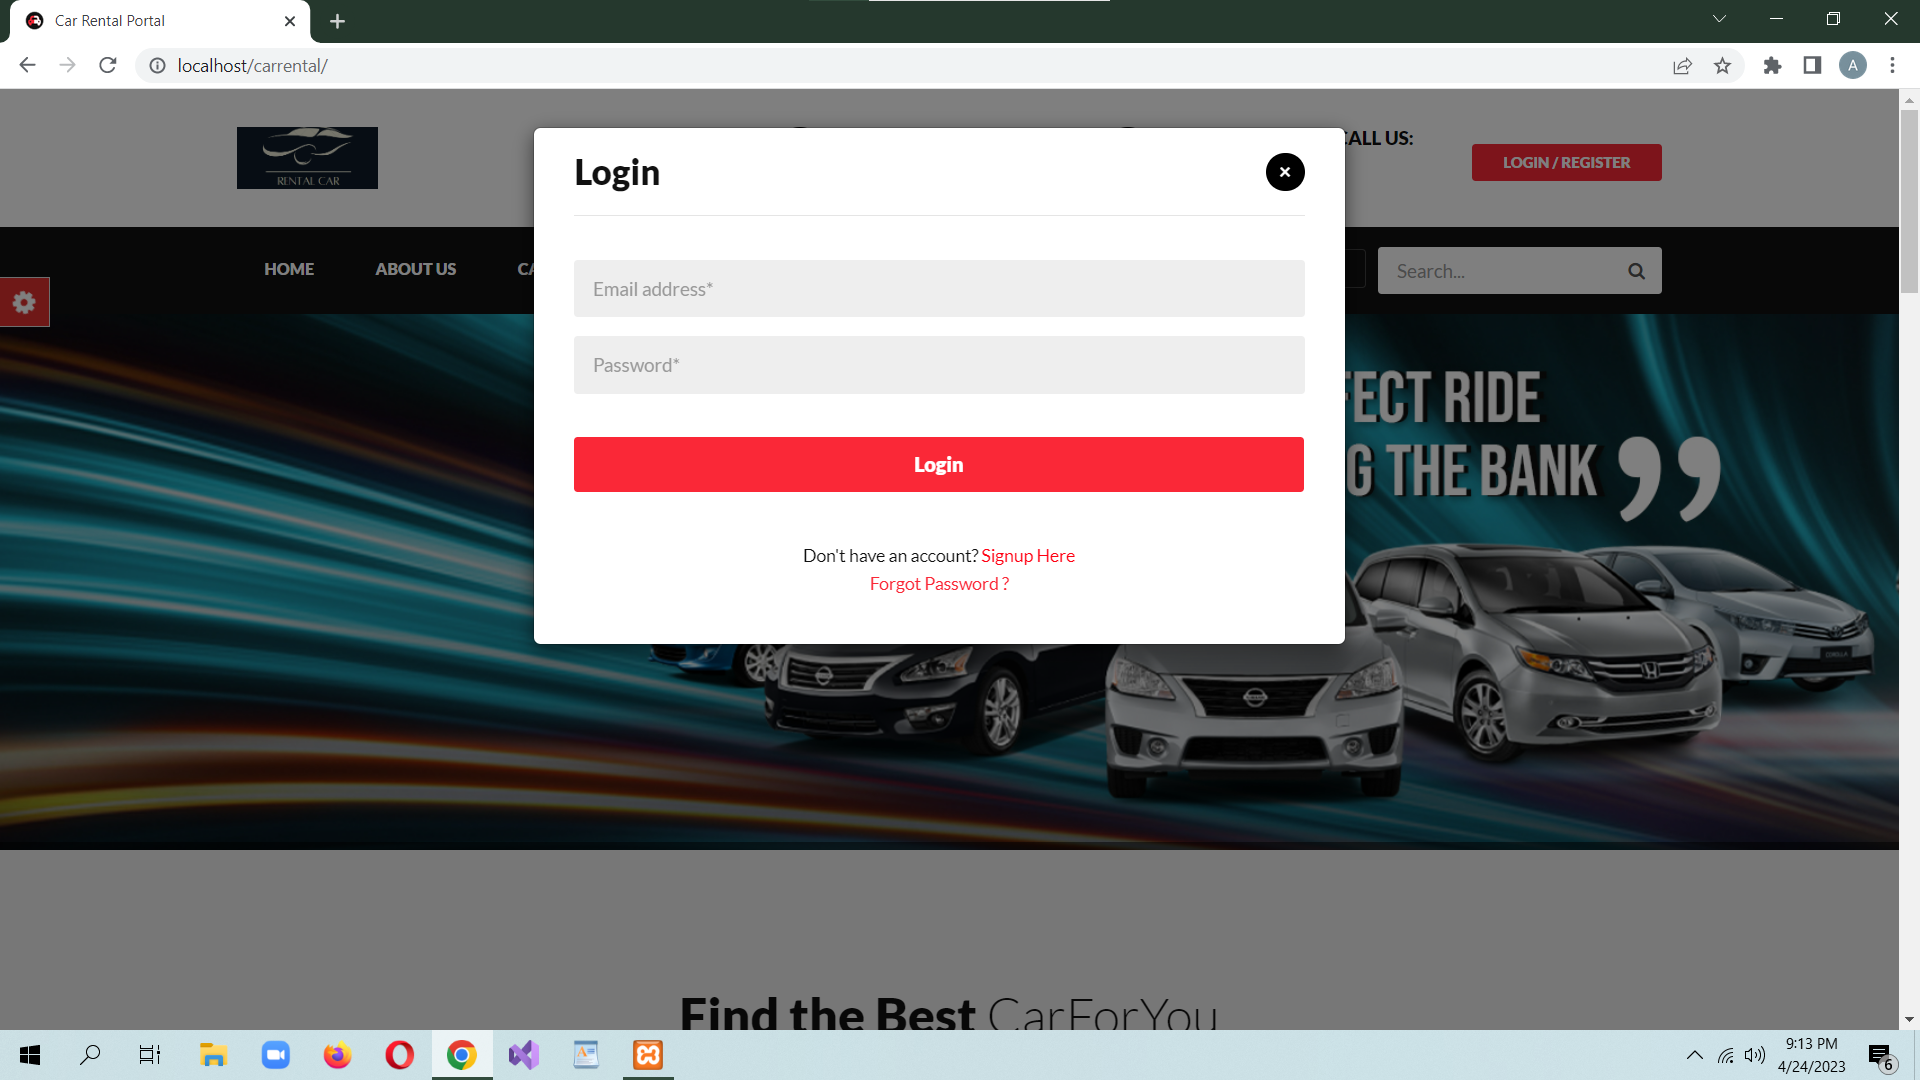 Car Rental Portal
localhost/carrental/
A
RENTAL CAR
CALL US:
LOGIN / REGISTER
Login
HOME
ABOUT US
CA
Search...
Email address*
Password*
FECT RIDE
G THE BANK ”
Login
Don't have an account? Signup Here
Forgot Password ?
COROLLA
Find the Best CarForYou
9:13 PM
4/24/2023
6